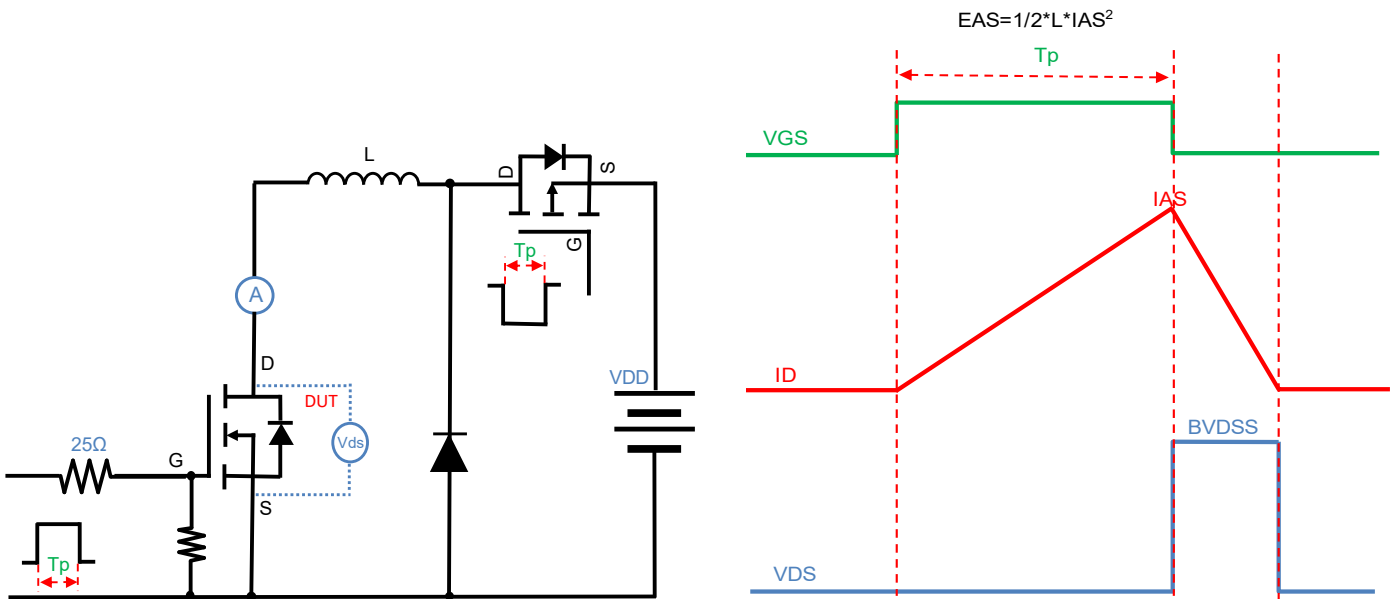 EAS=1/2*L*IAS²
Tp
VGS
L
D
S
G
Tp
IAS
A
D
VDD
ID
DUT
BVDSS
25Ω
G
Vds
S
Tp
VDS